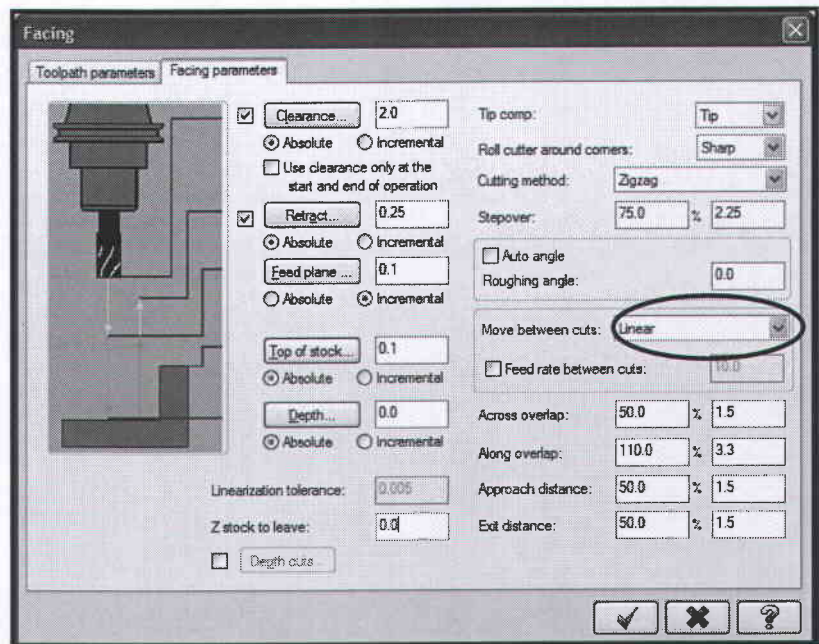 Facing
Toolpath parameters
Facing parameters
Clearance... 2.0
Absolute Incremental
Use clearance only at the
start and end of operation
Retract... 0.25
Absolute Incremental
Feed plane ... 0.1
Absolute Incremental
Top of stock... 0.1
Absolute Incremental
Depth... 0.0
Absolute Incremental
Linearization tolerance: 0.005
Z stock to leave: 0.0
Depth cuts...
Tip comp: Tip
Roll cutter around corners: Sharp
Cutting method: Zigzag
Stepover: 75.0 % 2.25
Auto angle
Roughing angle: 0.0
Move between cuts: Linear
Feed rate between cuts: 10.0
Across overlap: 50.0 % 1.5
Along overlap: 110.0 % 3.3
Approach distance: 50.0 % 1.5
Exit distance: 50.0 % 1.5
?